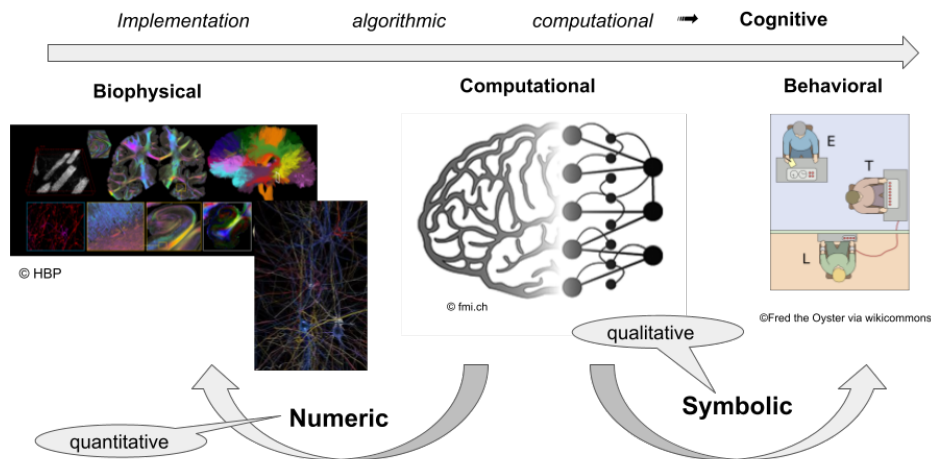 Implementation algorithmic computational ➟ Cognitive
Biophysical
Computational
Behavioral
E
T
L
© HBP
© fmi.ch
©Fred the Oyster via wikicommons
qualitative
Numeric
Symbolic
quantitative